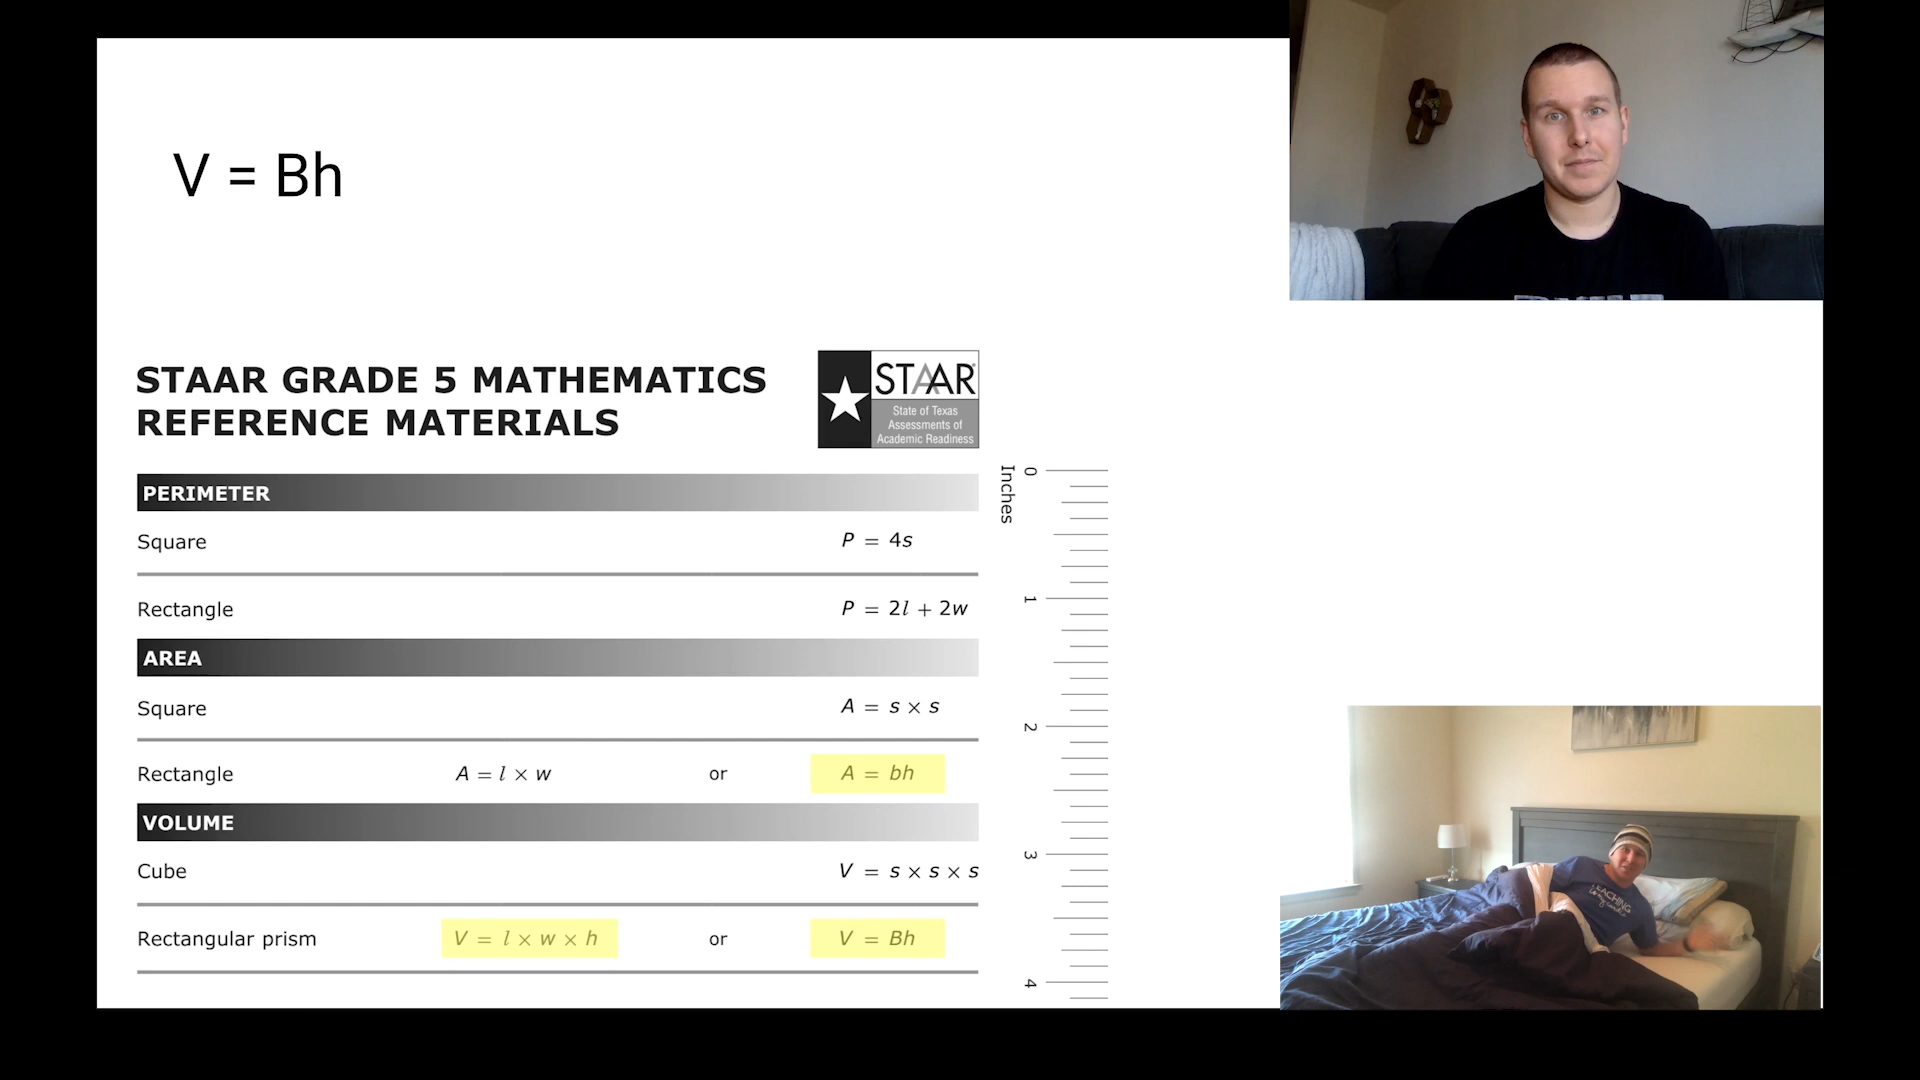 V = Bh
STAAR GRADE 5 MATHEMATICS
REFERENCE MATERIALS
STAAR
State of Texas
Assessments of
Academic Readiness
PERIMETER
Square P = 4s
Rectangle P = 2l + 2w
AREA
Square A = s × s
Rectangle A = l × w or A = bh
VOLUME
Cube V = s × s × s
Rectangular prism V = l × w × h or V = Bh
Inches
0
1
2
3
4
TEACHING